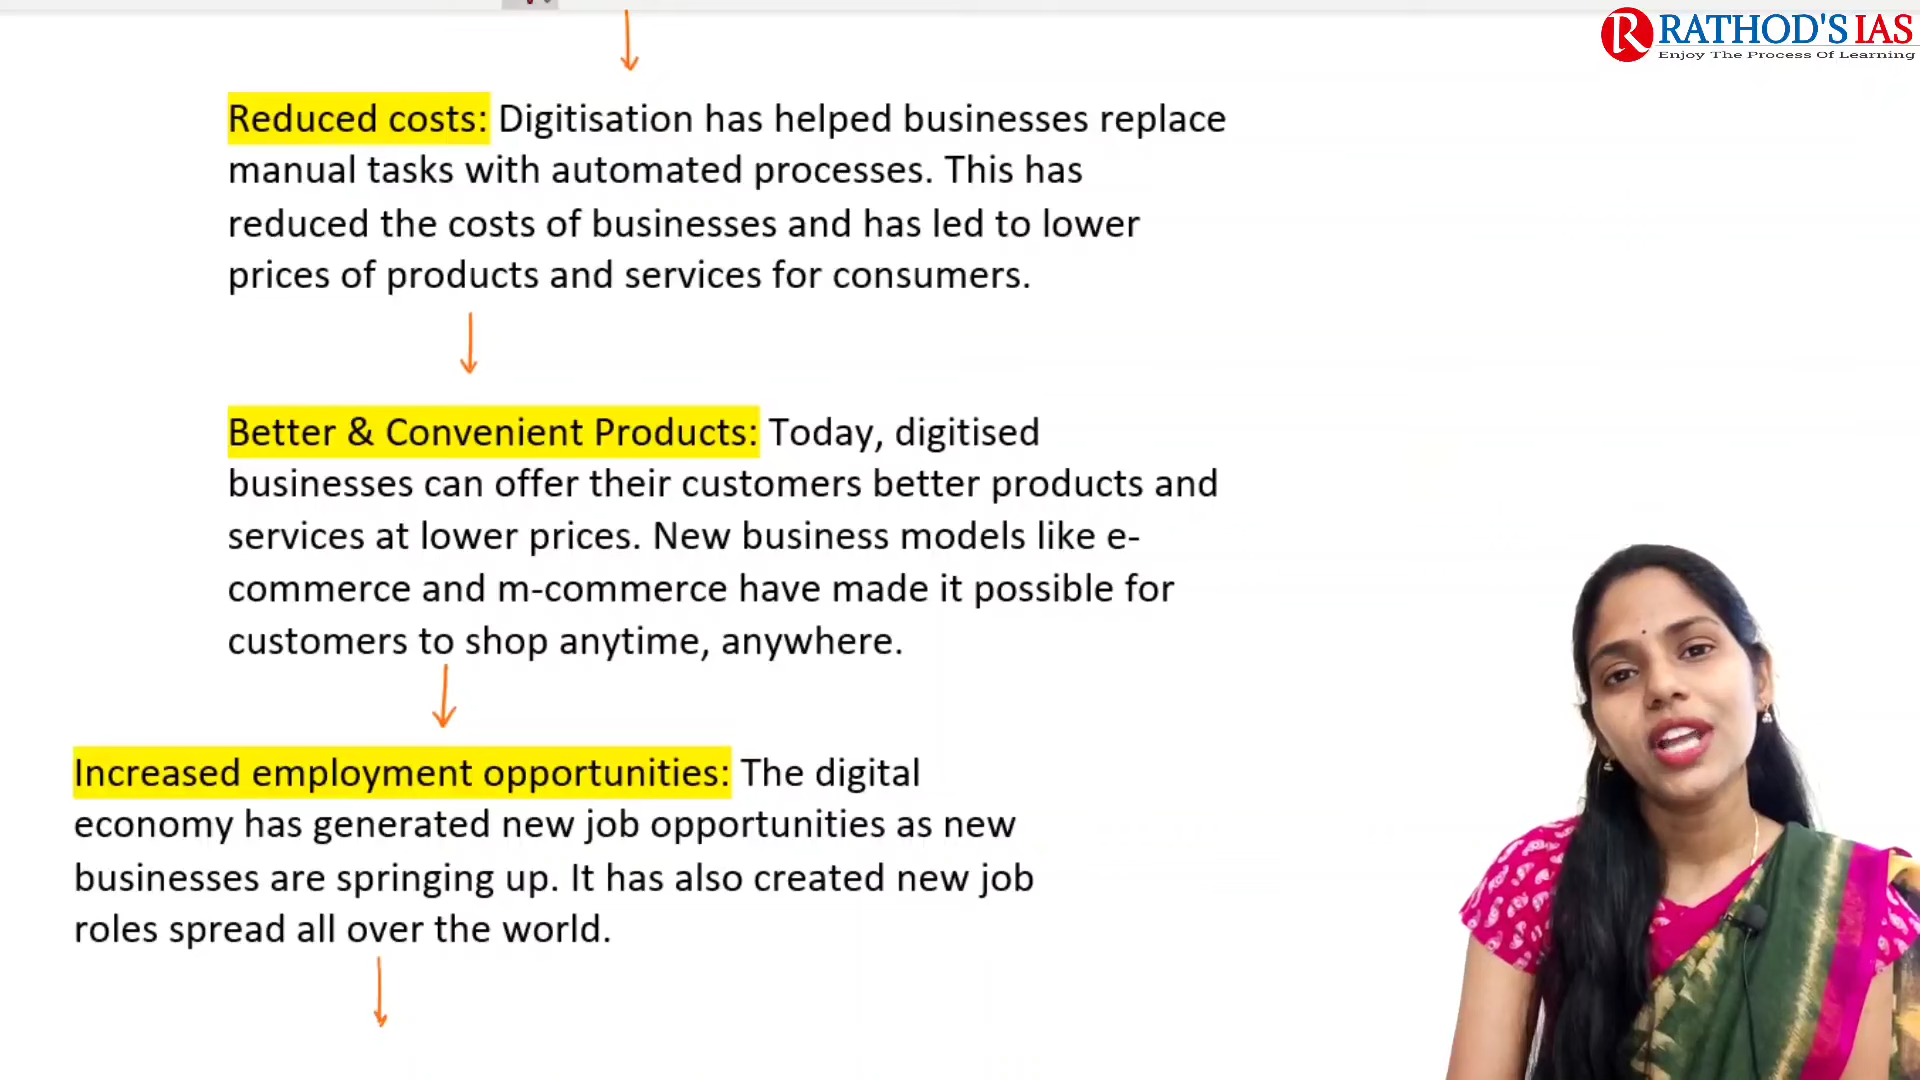 R RATHOD'S IAS
Enjoy The Process Of Learning
Reduced costs: Digitisation has helped businesses replace
manual tasks with automated processes. This has
reduced the costs of businesses and has led to lower
prices of products and services for consumers.
Better & Convenient Products: Today, digitised
businesses can offer their customers better products and
services at lower prices. New business models like e-
commerce and m-commerce have made it possible for
customers to shop anytime, anywhere.
Increased employment opportunities: The digital
economy has generated new job opportunities as new
businesses are springing up. It has also created new job
roles spread all over the world.